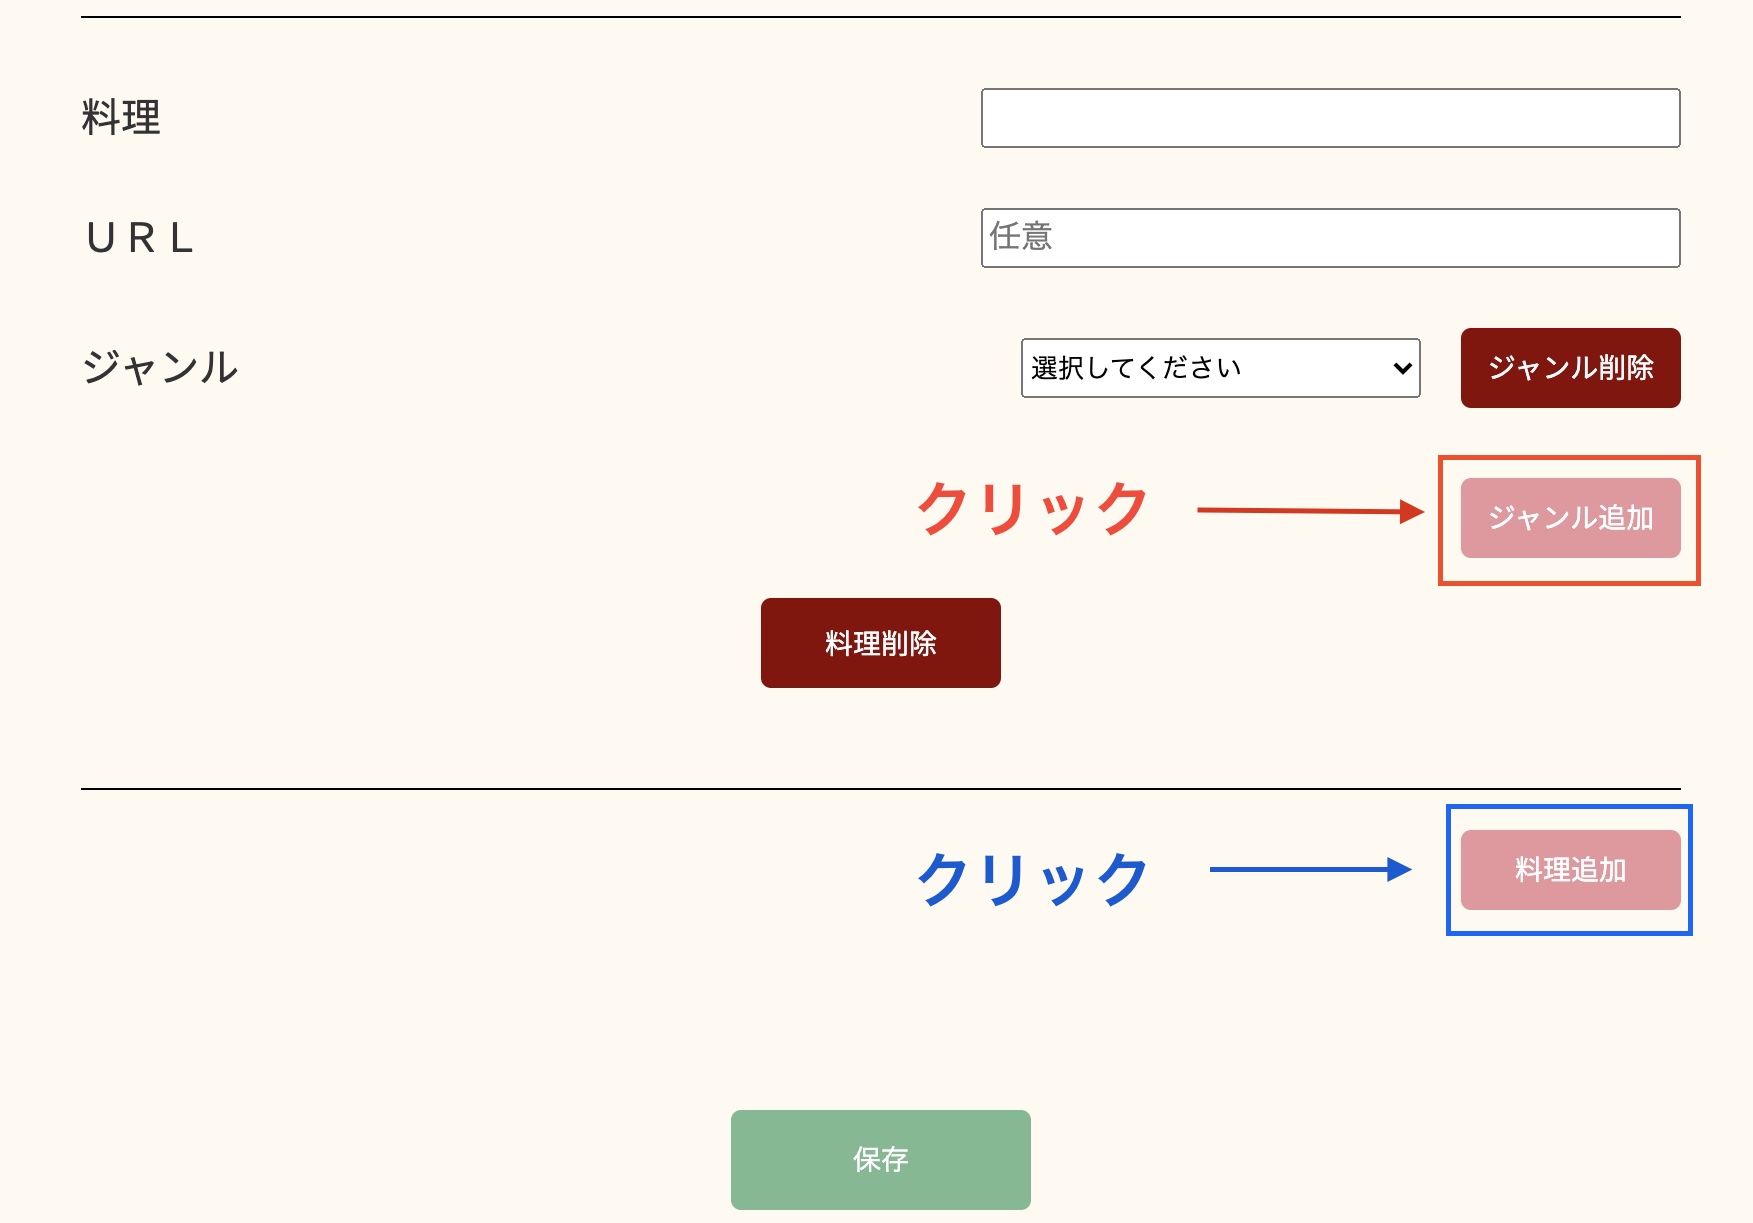 料理
ＵＲＬ
任意
ジャンル
選択してください
ジャンル削除
クリック
ジャンル追加
料理削除
クリック
料理追加
保存